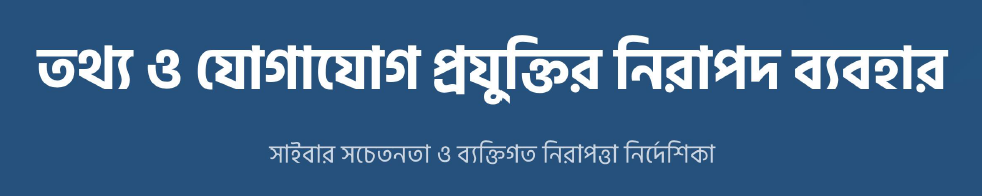 তথ্য ও যোগাযোগ প্রযুক্তির নিরাপদ ব্যবহার
সাইবার সচেতনতা ও ব্যক্তিগত নিরাপত্তা নির্দেশিকা